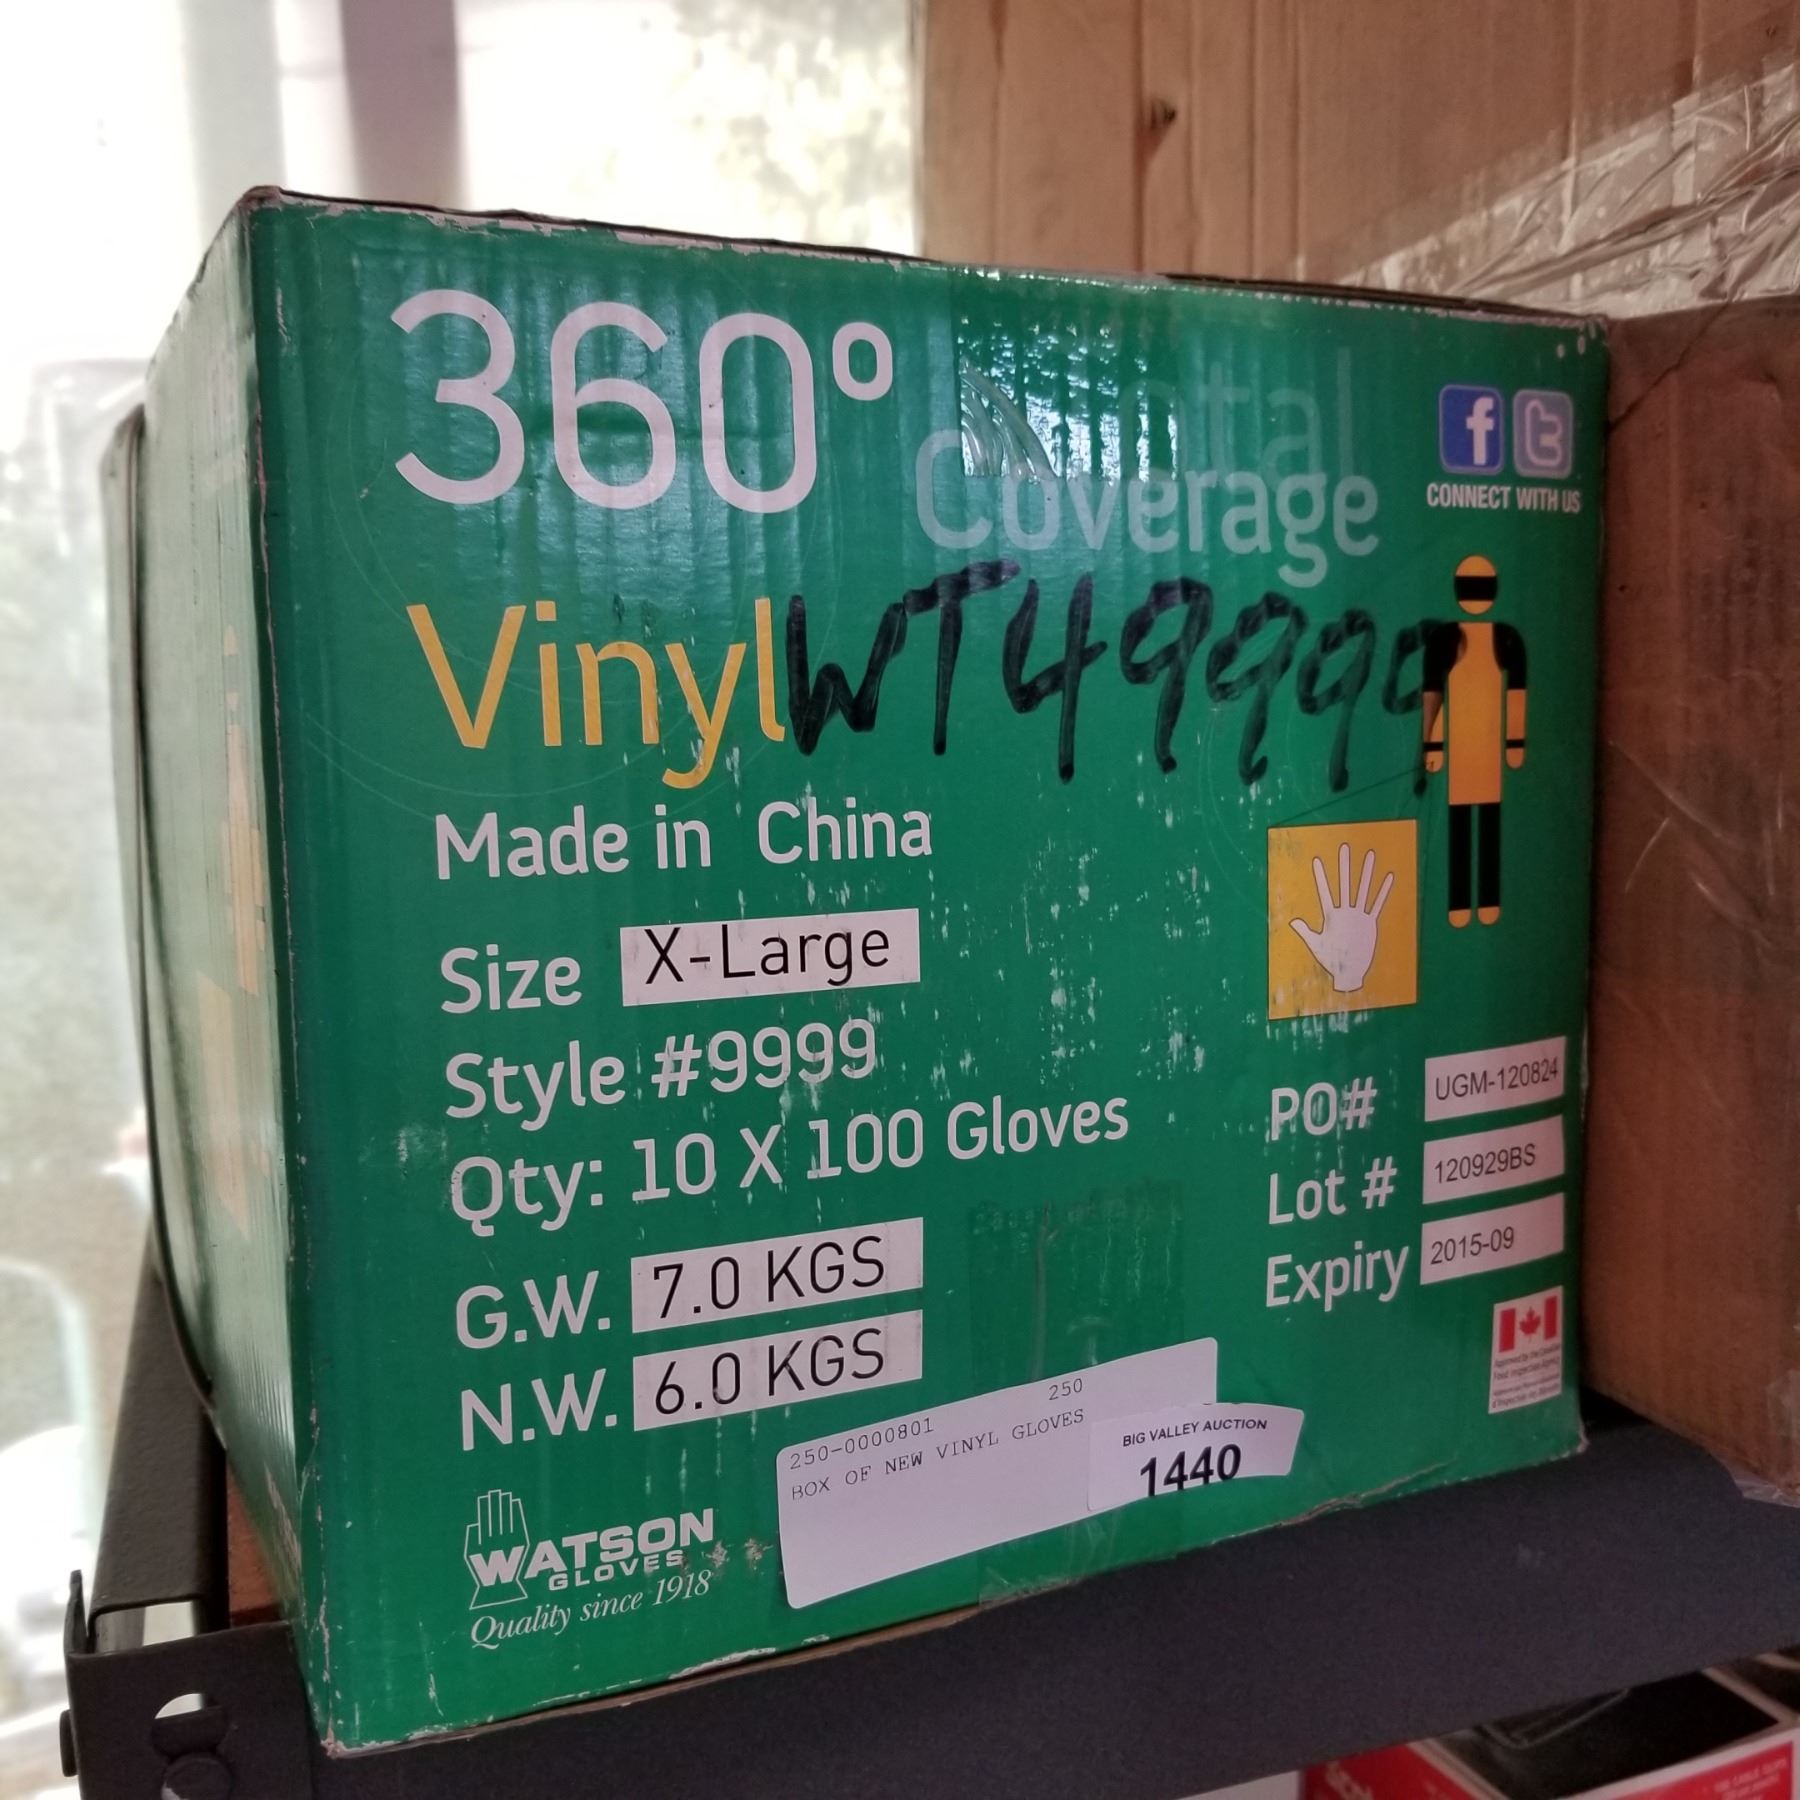 360°
Coverage
CONNECT WITH US
Vinyl WT49999
Made in China
Size X-Large
Style #9999
Qty: 10 X 100 Gloves
G.W. 7.0 KGS
N.W. 6.0 KGS
PO# UGM-120824
Lot # 120929BS
Expiry 2015-09
250-0000801 250
BOX OF NEW VINYL GLOVES
BIG VALLEY AUCTION
1440
WATSON
GLOVES
Quality since 1918